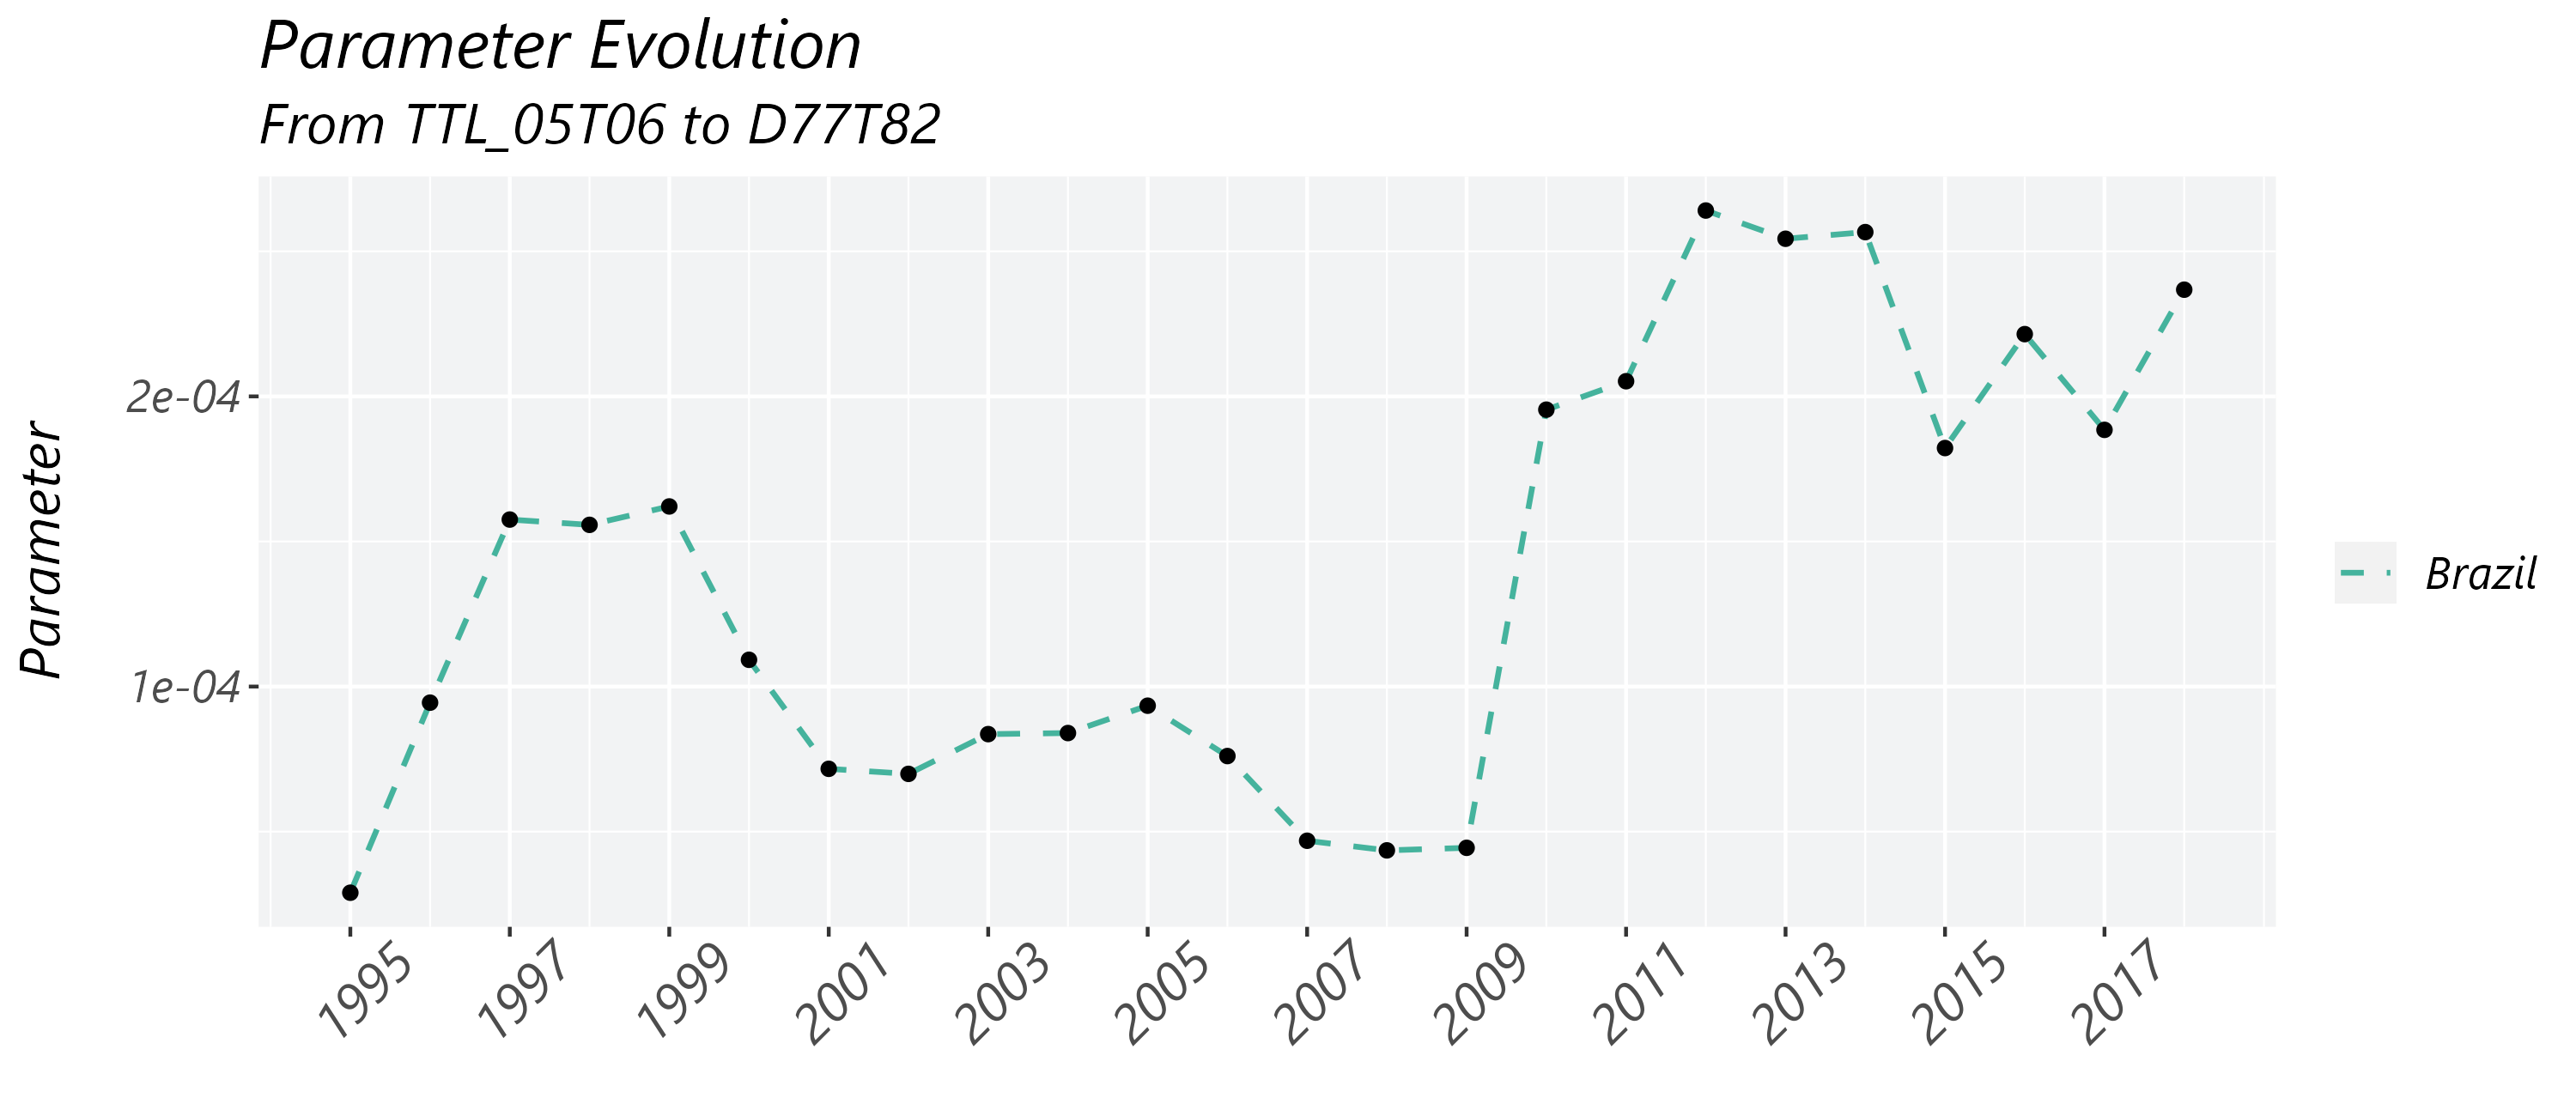 Parameter Evolution
From TTL_05T06 to D77T82
Parameter
2e-04
1e-04
1995
1997
1999
2001
2003
2005
2007
2009
2011
2013
2015
2017
Brazil